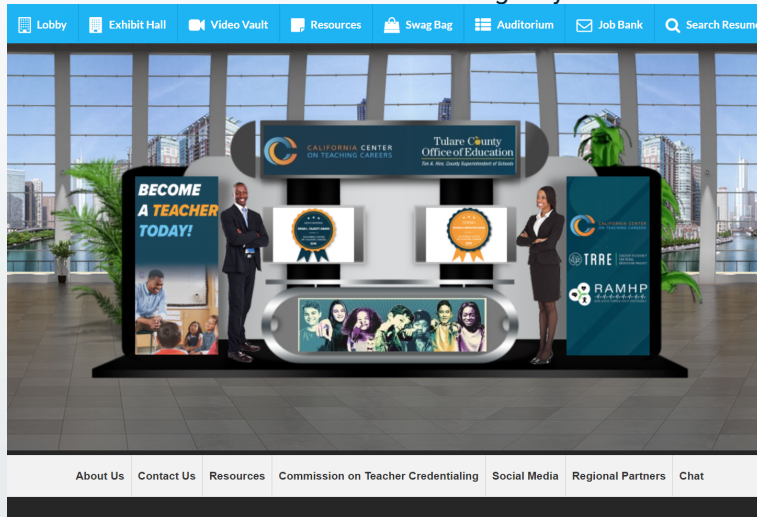 Lobby
Exhibit Hall
Video Vault
Resources
Swag Bag
Auditorium
Job Bank
Search Resume
CALIFORNIA CENTER
ON TEACHING CAREERS
Tulare County
Office of Education
Tim A. Hire, County Superintendent of Schools
BECOME
A TEACHER
TODAY!
CALIFORNIA CENTER
ON TEACHING CAREERS
RAMHP
About Us
Contact Us
Resources
Commission on Teacher Credentialing
Social Media
Regional Partners
Chat